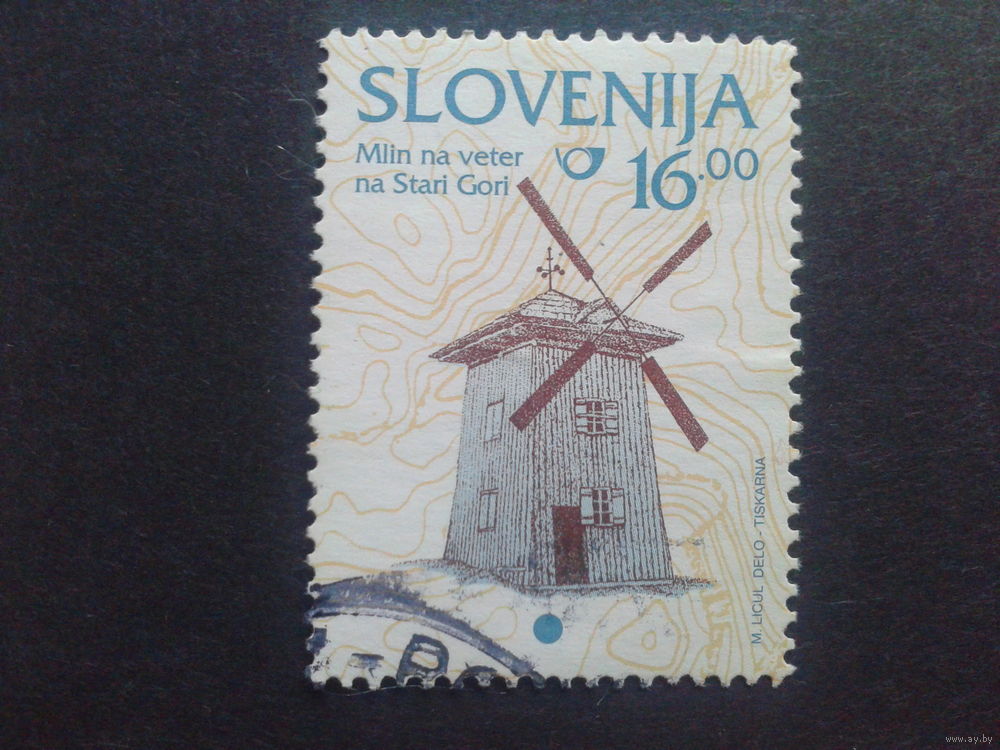 SLOVENIJA
Mlin na veter
na Stari Gori
16.00
M. LICUL DELO - TISKARNA
www.ay.by